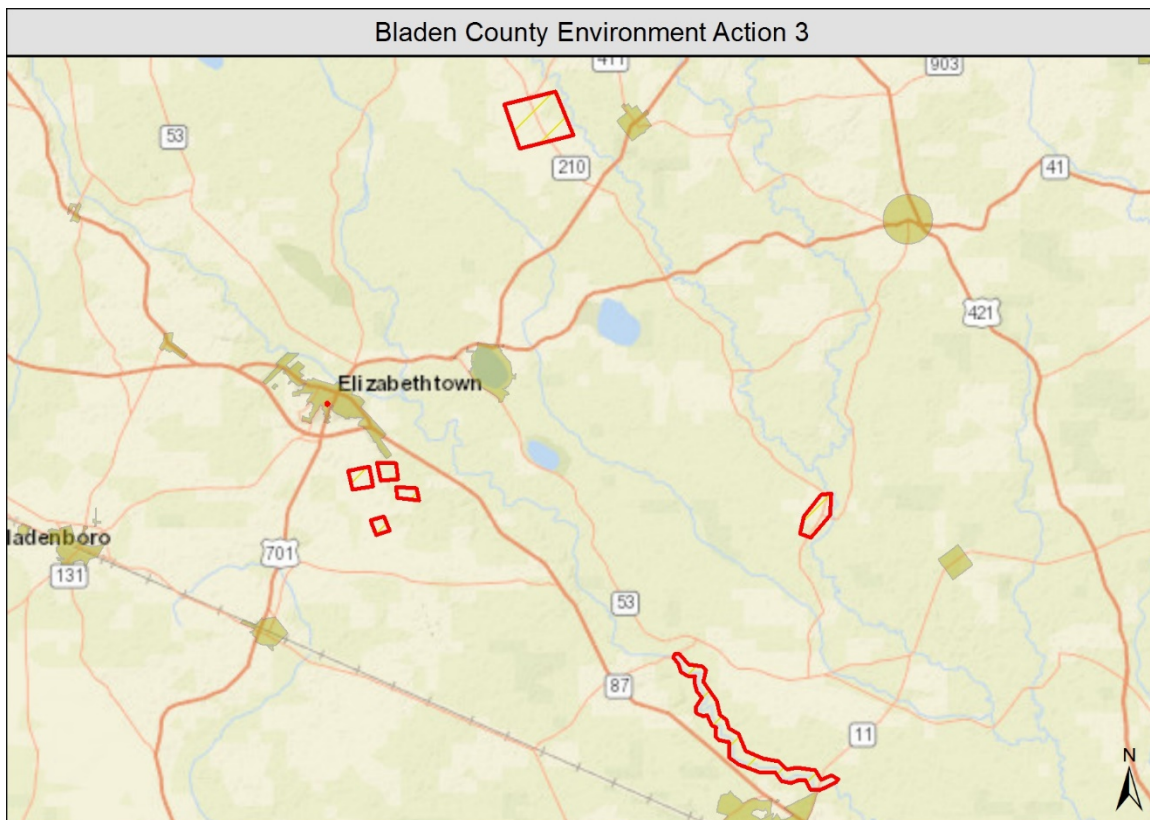 Bladen County Environment Action 3
411
903
53
41
210
421
Elizabethtown
ladenboro
701
131
53
87
11
N